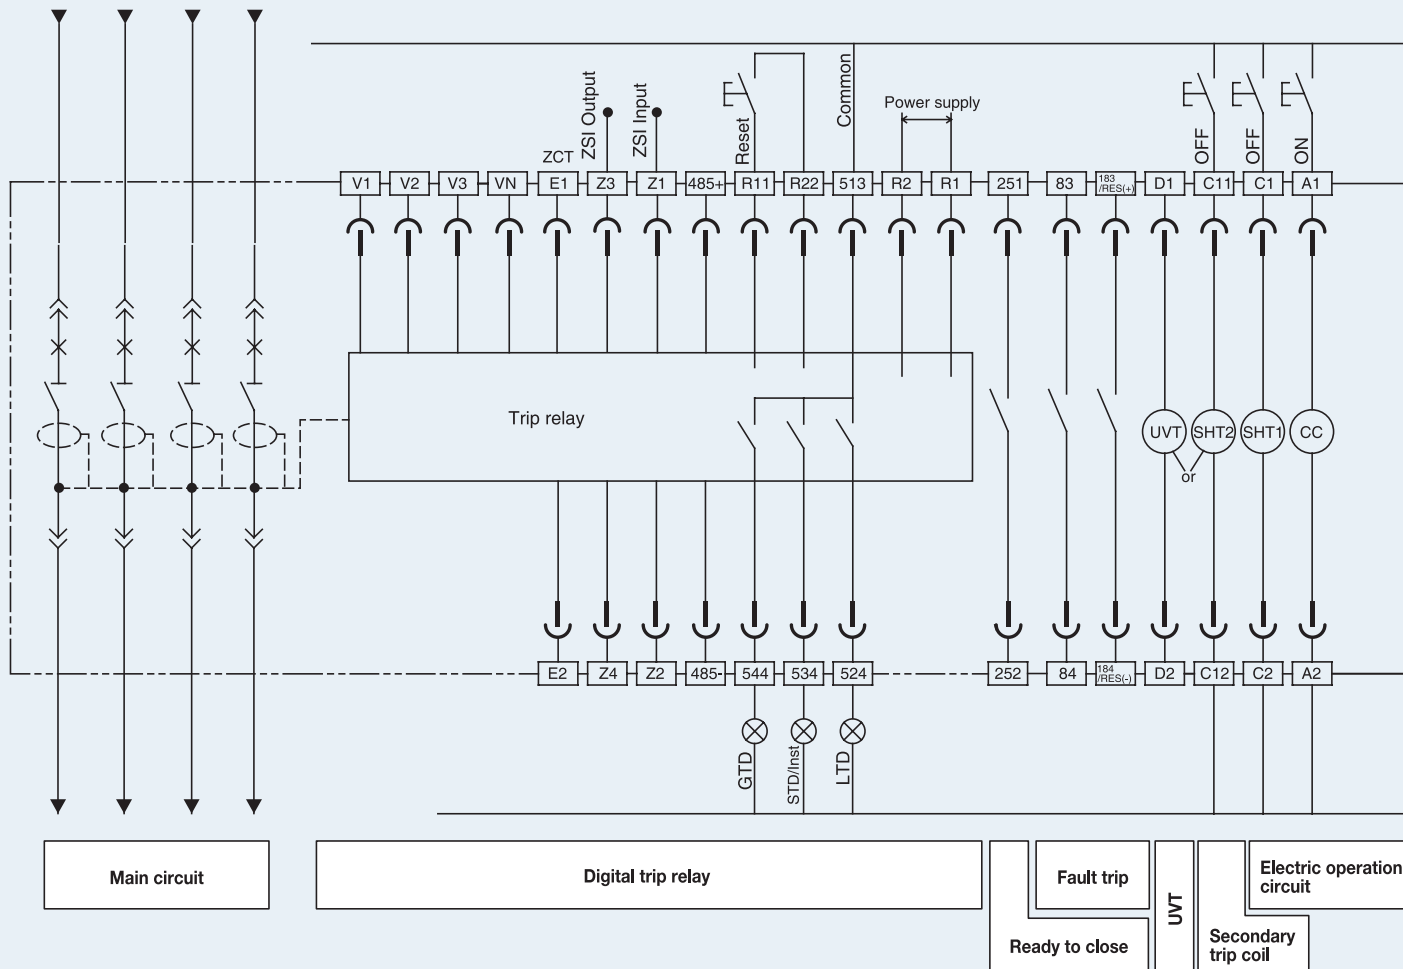 ZCT
ZSI Output
ZSI Input
Reset
Common
Power supply
OFF
OFF
ON
V1 V2 V3 VN E1 Z3 Z1 485+ R11 R22 513 R2 R1 251 83 183/RES(+) D1 C11 C1 A1
Trip relay
UVT SHT2 SHT1 CC
or
E2 Z4 Z2 485- 544 534 524 252 84 184/RES(-) D2 C12 C2 A2
GTD
STD/Inst
LTD
Main circuit
Digital trip relay
Fault trip
Ready to close
UVT
Secondary
trip coil
Electric operation
circuit